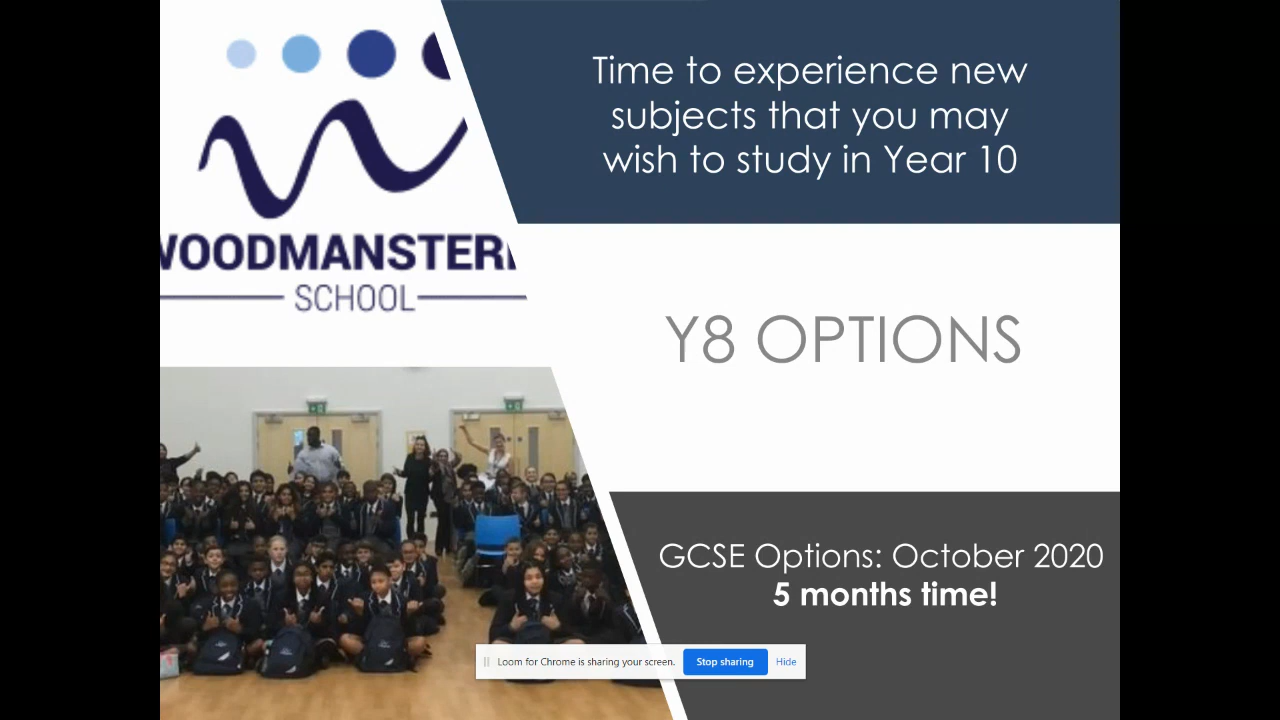 Time to experience new
subjects that you may
wish to study in Year 10
WOODMANSTER
SCHOOL
Y8 OPTIONS
GCSE Options: October 2020
5 months time!
Loom for Chrome is sharing your screen. Stop sharing Hide